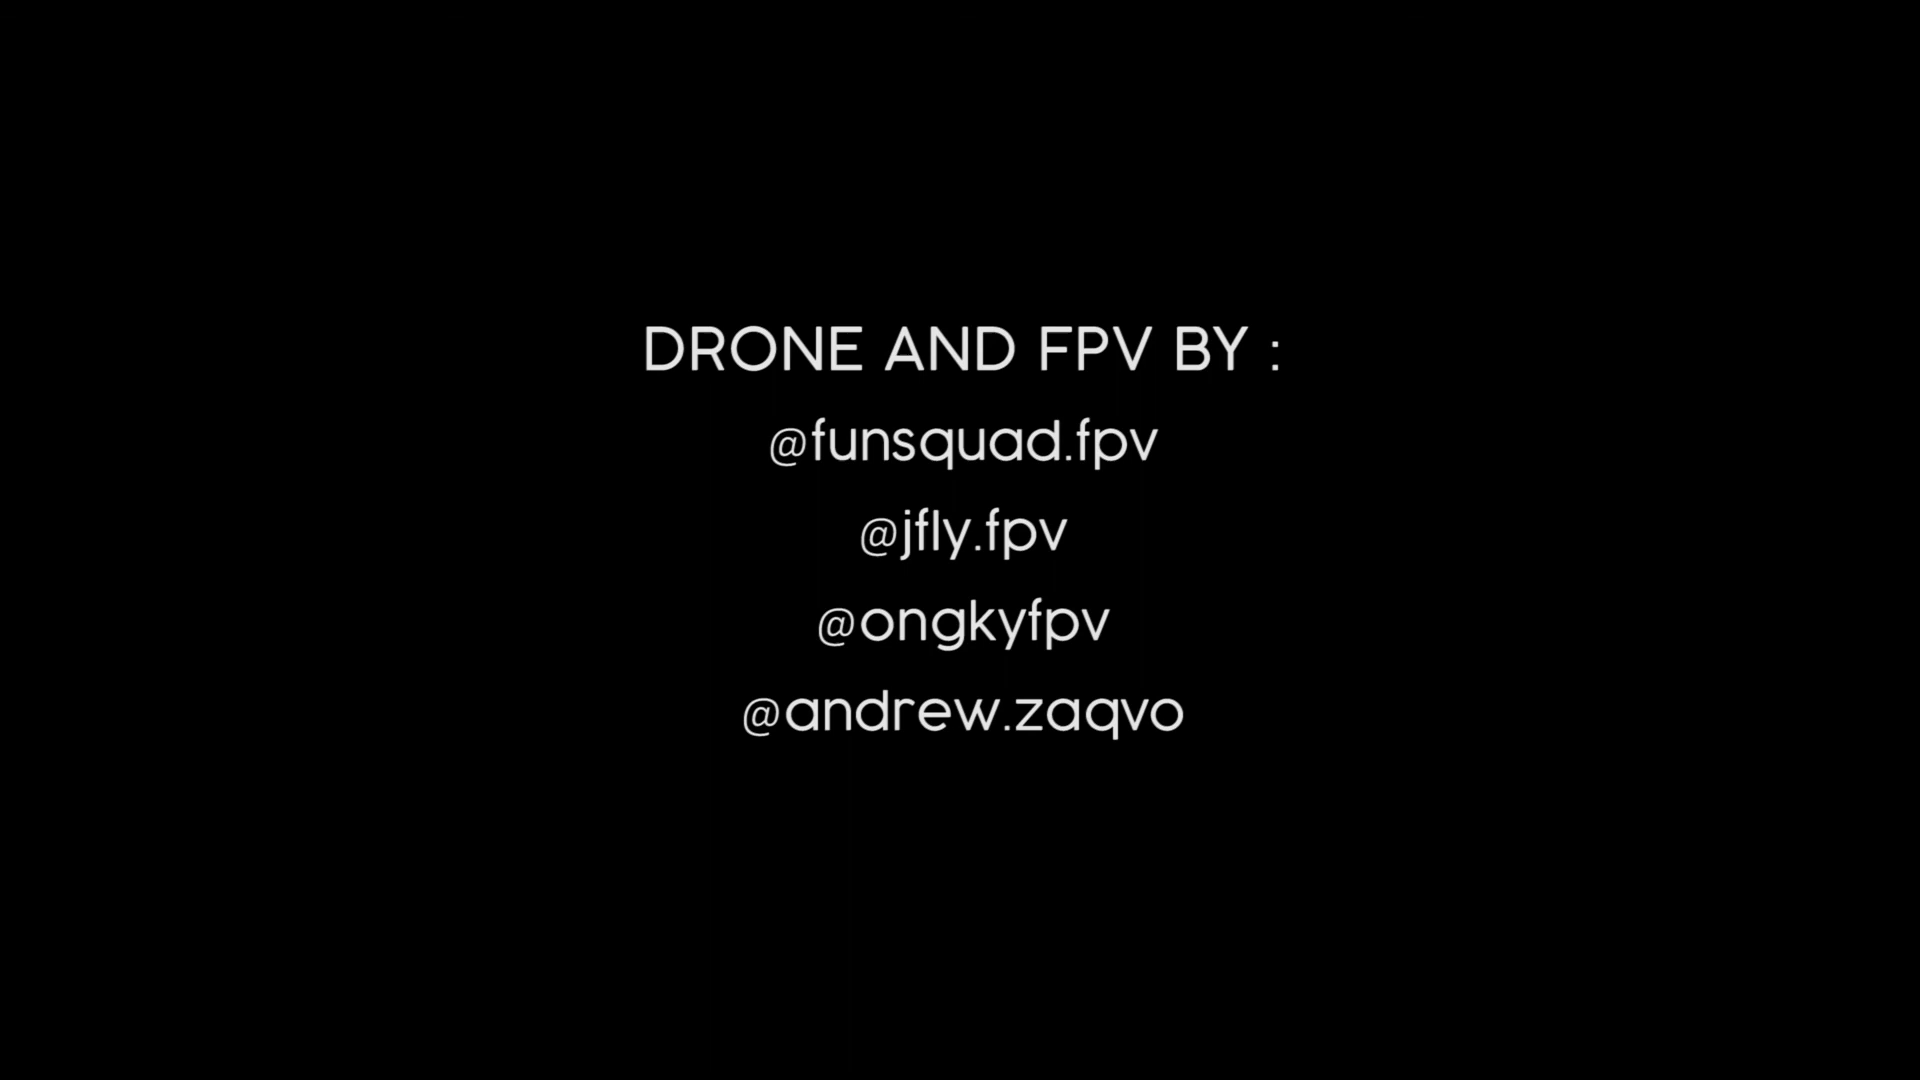 DRONE AND FPV BY :
@funsquad.fpv
@jfly.fpv
@ongkyfpv
@andrew.zaqvo